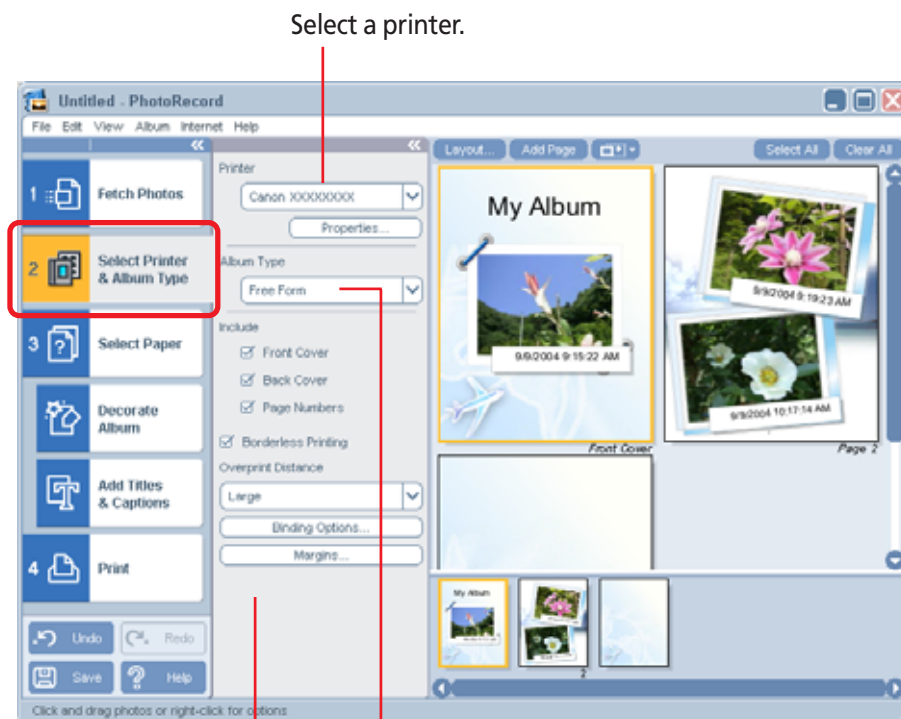 Select a printer.
Untitled - PhotoRecord
File Edit View Album Internet Help
1 Fetch Photos
2 Select Printer
& Album Type
3 Select Paper
Decorate
Album
Add Titles
& Captions
4 Print
Undo
Redo
Save
Help
Printer
Canon XXXXXXXX
Properties...
Album Type
Free Form
Include
Front Cover
Back Cover
Page Numbers
Borderless Printing
Overprint Distance
Large
Binding Options...
Margins...
Layout... Add Page Select All Clear All
My Album
9/9/2004 9:15:22 AM
Front Cover
9/9/2004 9:19:23 AM
9/9/2004 10:17:14 AM
Page 2
My Album
2
Click and drag photos or right-click for options